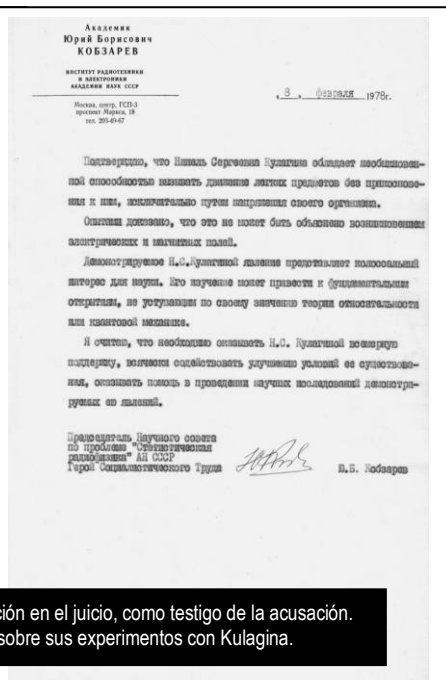 Академик
Юрий Борисович
КОБЗАРЕВ
ИНСТИТУТ РАДИОТЕХНИКИ
И ЭЛЕКТРОНИКИ
АКАДЕМИИ НАУК СССР
Москва, центр, ГСП-3
проспект Маркса, 18
тел. 203-49-67
„ 8 „ февраля 1978г.
Подтверждаю, что Нинель Сергеевна Кулагина обладает необыкновен-
ной способностью вызывать движение легких предметов без прикоснове-
ния к ним, исключительно путем напряжения своего организма.
Опытами доказано, что это не может быть объяснено возникновением
электрических и магнитных полей.
Демонстрируемое Н.С.Кулагиной явление представляет колоссальный
интерес для науки. Его изучение может привести к фундаментальным
открытиям, не уступающим по своему значению теории относительности
или квантовой механике.
Я считаю, что необходимо оказывать Н.С. Кулагиной всемерную
поддержку, всячески содействовать улучшению условий ее существова-
ния, оказывать помощь в проведении научных исследований демонстри-
руемых ею явлений.
Председатель Научного совета
по проблеме "Статистическая
радиофизика" АН СССР
Герой Социалистического Труда Ю.Б. Кобзарев
ción en el juicio, como testigo de la acusación.
sobre sus experimentos con Kulagina.